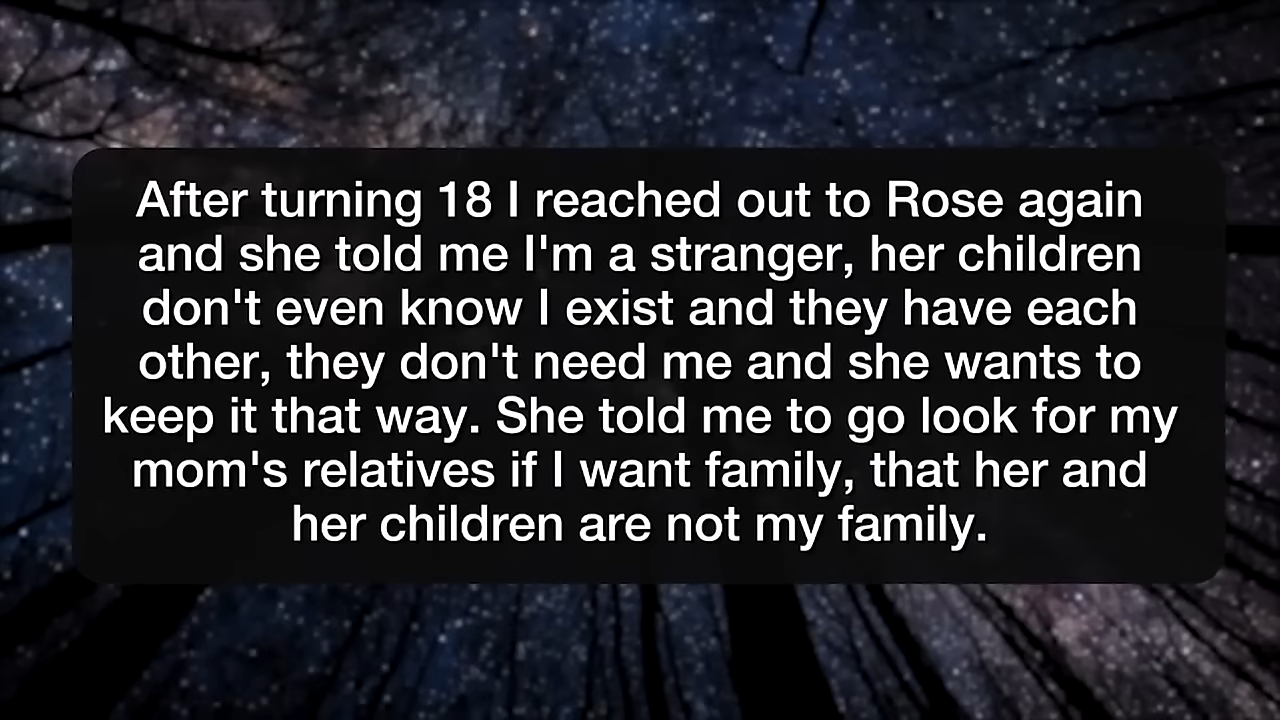 After turning 18 I reached out to Rose again
and she told me I'm a stranger, her children
don't even know I exist and they have each
other, they don't need me and she wants to
keep it that way. She told me to go look for my
mom's relatives if I want family, that her and
her children are not my family.